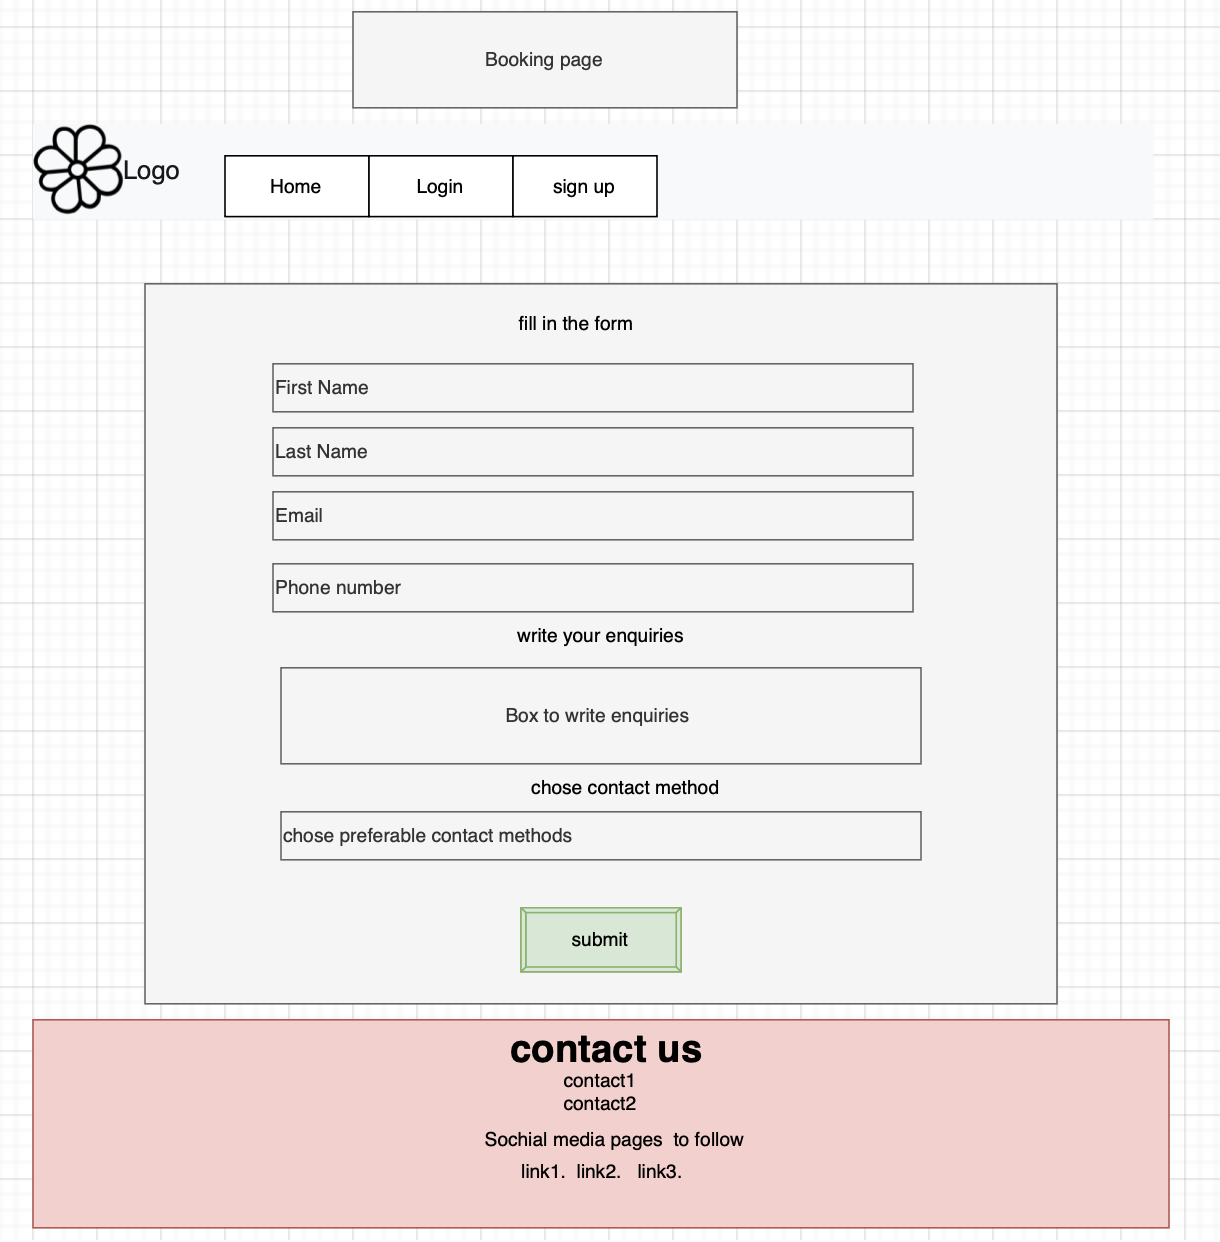 Booking page
Logo
Home
Login
sign up
fill in the form
First Name
Last Name
Email
Phone number
write your enquiries
Box to write enquiries
chose contact method
chose preferable contact methods
submit
contact us
contact1
contact2
Sochial media pages  to follow
link1.  link2.   link3.